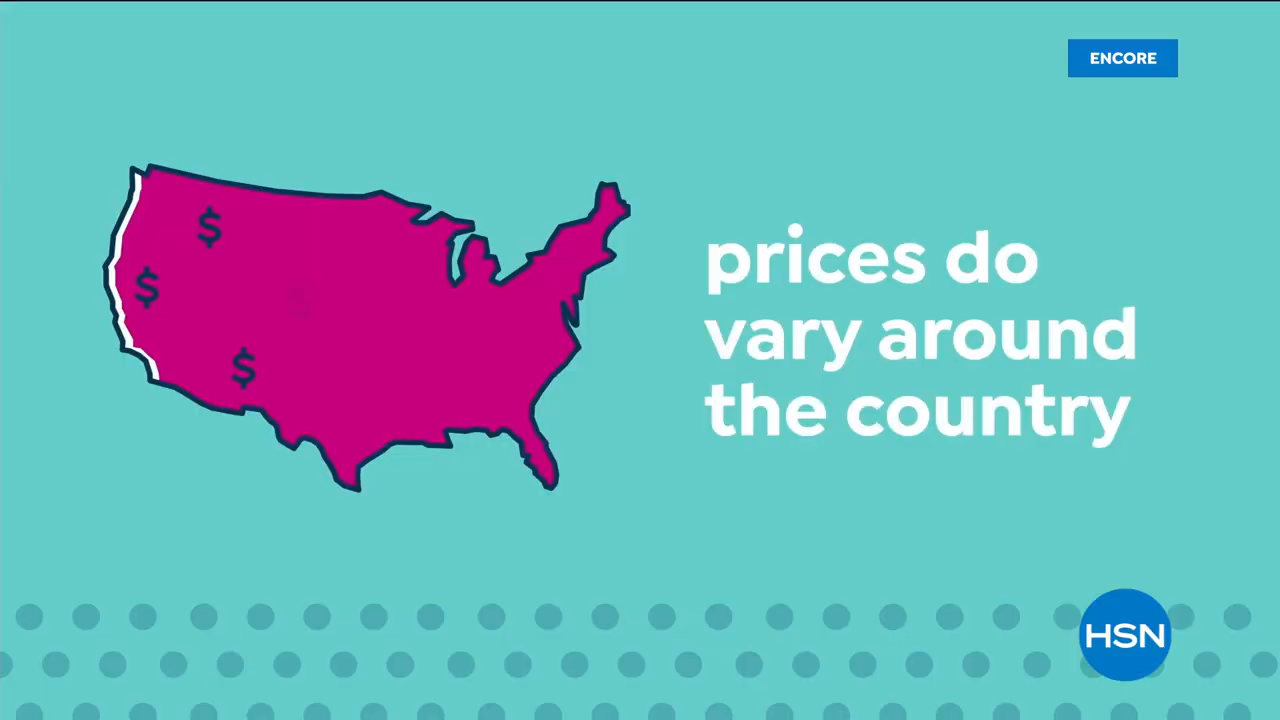 ENCORE
$
$
$
prices do
vary around
the country
HSN